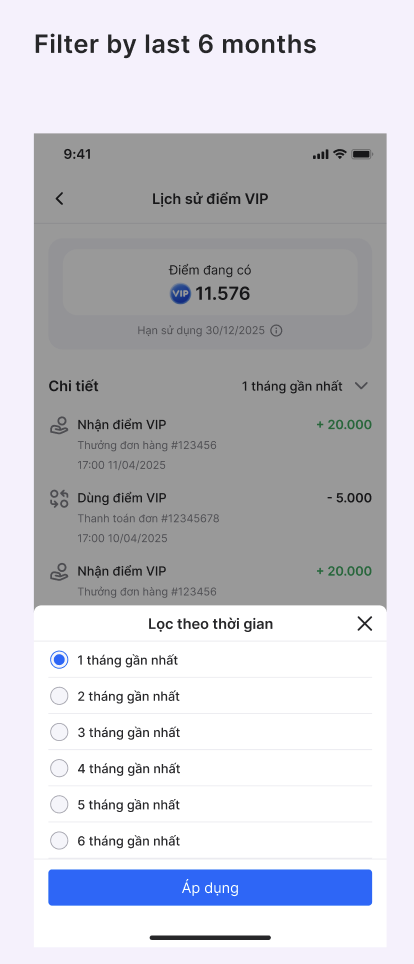 Filter by last 6 months
9:41
Lịch sử điểm VIP
Điểm đang có
VIP 11.576
Hạn sử dụng 30/12/2025
Chi tiết
1 tháng gần nhất
Nhận điểm VIP
+ 20.000
Thưởng đơn hàng #123456
17:00 11/04/2025
Dùng điểm VIP
- 5.000
Thanh toán đơn #12345678
17:00 10/04/2025
Nhận điểm VIP
+ 20.000
Thưởng đơn hàng #123456
Lọc theo thời gian
1 tháng gần nhất
2 tháng gần nhất
3 tháng gần nhất
4 tháng gần nhất
5 tháng gần nhất
6 tháng gần nhất
Áp dụng